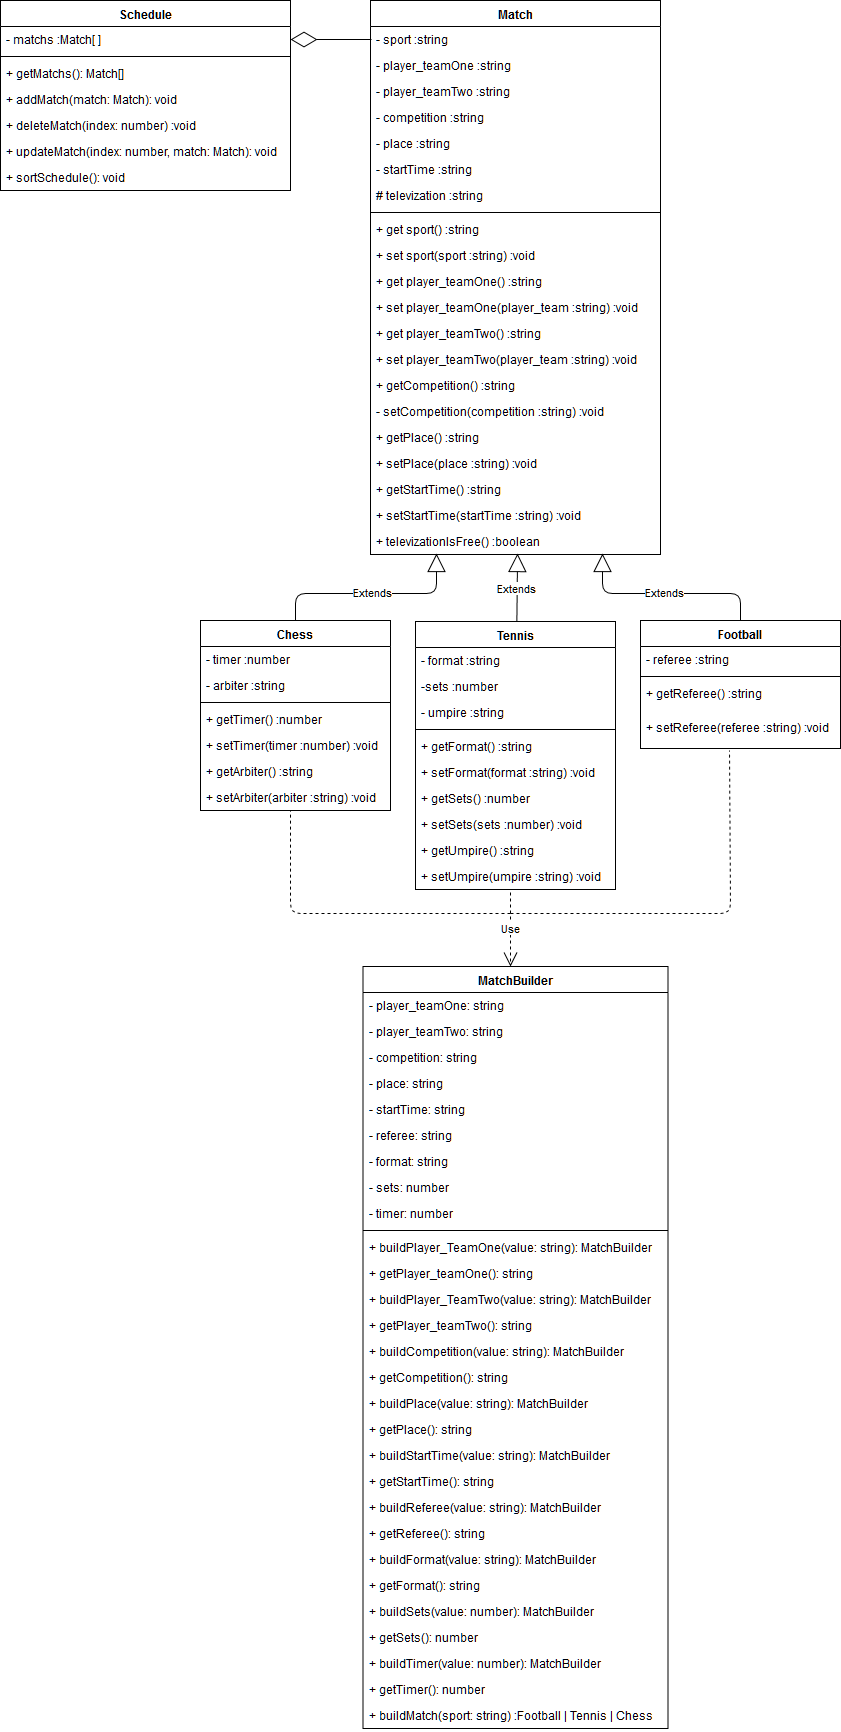 Schedule
- matchs :Match[ ]
+ getMatchs(): Match[]
+ addMatch(match: Match): void
+ deleteMatch(index: number) :void
+ updateMatch(index: number, match: Match): void
+ sortSchedule(): void
Match
- sport :string
- player_teamOne :string
- player_teamTwo :string
- competition :string
- place :string
- startTime :string
# televization :string
+ get sport() :string
+ set sport(sport :string) :void
+ get player_teamOne() :string
+ set player_teamOne(player_team :string) :void
+ get player_teamTwo() :string
+ set player_teamTwo(player_team :string) :void
+ getCompetition() :string
- setCompetition(competition :string) :void
+ getPlace() :string
+ setPlace(place :string) :void
+ getStartTime() :string
+ setStartTime(startTime :string) :void
+ televizationIsFree() :boolean
Extends
Extends
Extends
Chess
- timer :number
- arbiter :string
+ getTimer() :number
+ setTimer(timer :number) :void
+ getArbiter() :string
+ setArbiter(arbiter :string) :void
Tennis
- format :string
-sets :number
- umpire :string
+ getFormat() :string
+ setFormat(format :string) :void
+ getSets() :number
+ setSets(sets :number) :void
+ getUmpire() :string
+ setUmpire(umpire :string) :void
Football
- referee :string
+ getReferee() :string
+ setReferee(referee :string) :void
Use
MatchBuilder
- player_teamOne: string
- player_teamTwo: string
- competition: string
- place: string
- startTime: string
- referee: string
- format: string
- sets: number
- timer: number
+ buildPlayer_TeamOne(value: string): MatchBuilder
+ getPlayer_teamOne(): string
+ buildPlayer_TeamTwo(value: string): MatchBuilder
+ getPlayer_teamTwo(): string
+ buildCompetition(value: string): MatchBuilder
+ getCompetition(): string
+ buildPlace(value: string): MatchBuilder
+ getPlace(): string
+ buildStartTime(value: string): MatchBuilder
+ getStartTime(): string
+ buildReferee(value: string): MatchBuilder
+ getReferee(): string
+ buildFormat(value: string): MatchBuilder
+ getFormat(): string
+ buildSets(value: number): MatchBuilder
+ getSets(): number
+ buildTimer(value: number): MatchBuilder
+ getTimer(): number
+ buildMatch(sport: string) :Football | Tennis | Chess